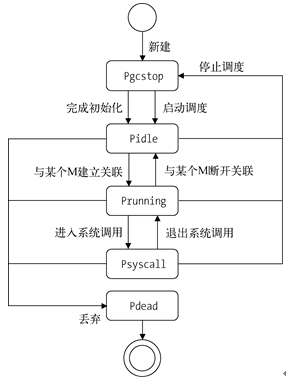 新建
Pgcstop
停止调度
完成初始化
启动调度
Pidle
与某个M建立关联
与某个M断开关联
Prunning
进入系统调用
退出系统调用
Psyscall
Pdead
丢弃